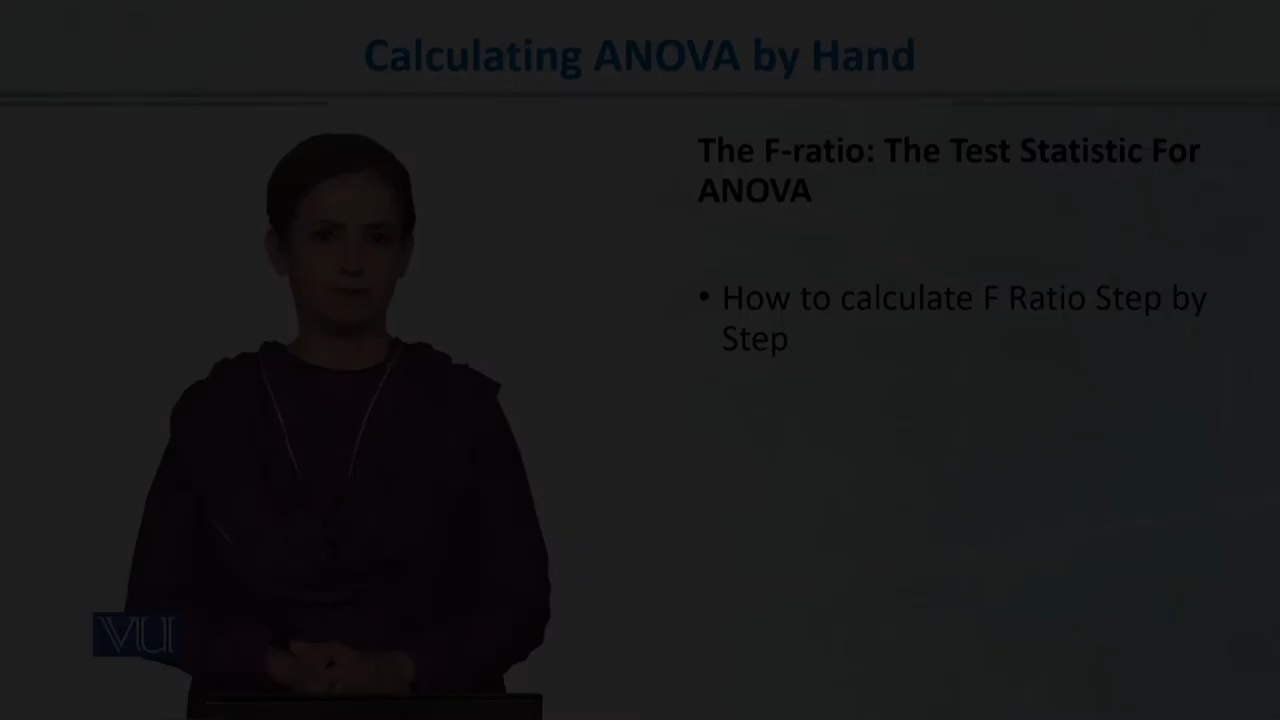 Calculating ANOVA by Hand
The F-ratio: The Test Statistic For
ANOVA
• How to calculate F Ratio Step by
Step
VU